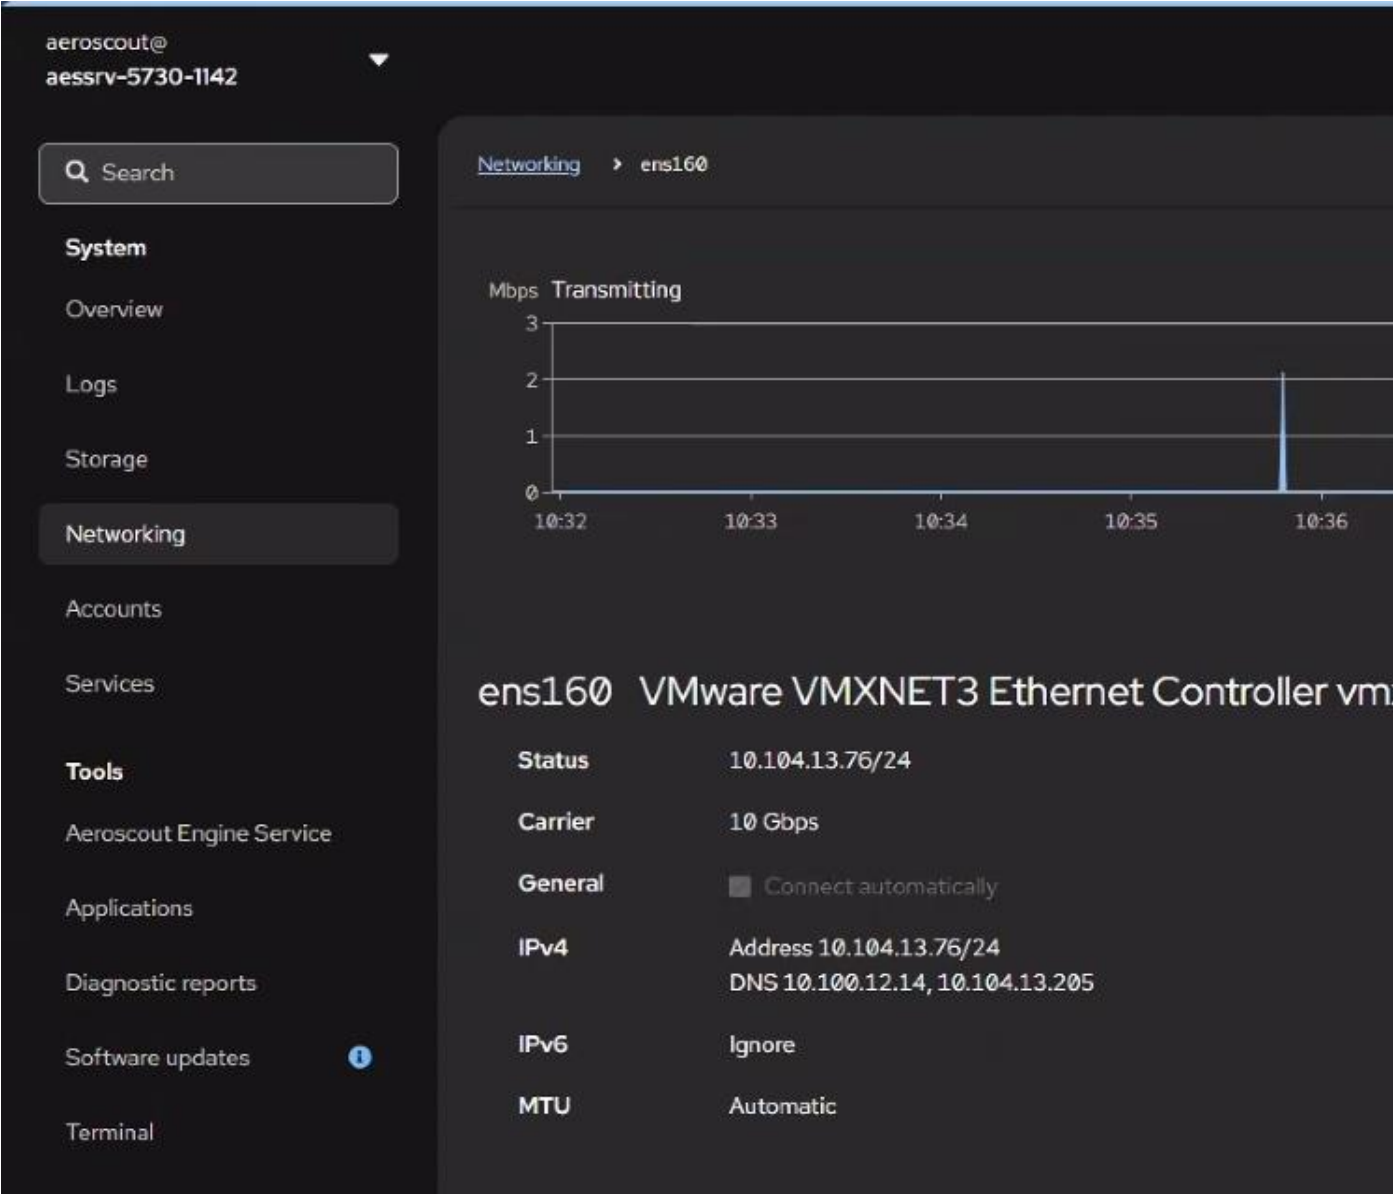 aeroscout@
aessrv-5730-1142
Search
System
Overview
Logs
Storage
Networking
Accounts
Services
Tools
Aeroscout Engine Service
Applications
Diagnostic reports
Software updates
Terminal
Networking > ens160
Mbps Transmitting
3
2
1
0
10:32 10:33 10:34 10:35 10:36
ens160 VMware VMXNET3 Ethernet Controller vm
Status 10.104.13.76/24
Carrier 10 Gbps
General Connect automatically
IPv4 Address 10.104.13.76/24
DNS 10.100.12.14, 10.104.13.205
IPv6 Ignore
MTU Automatic